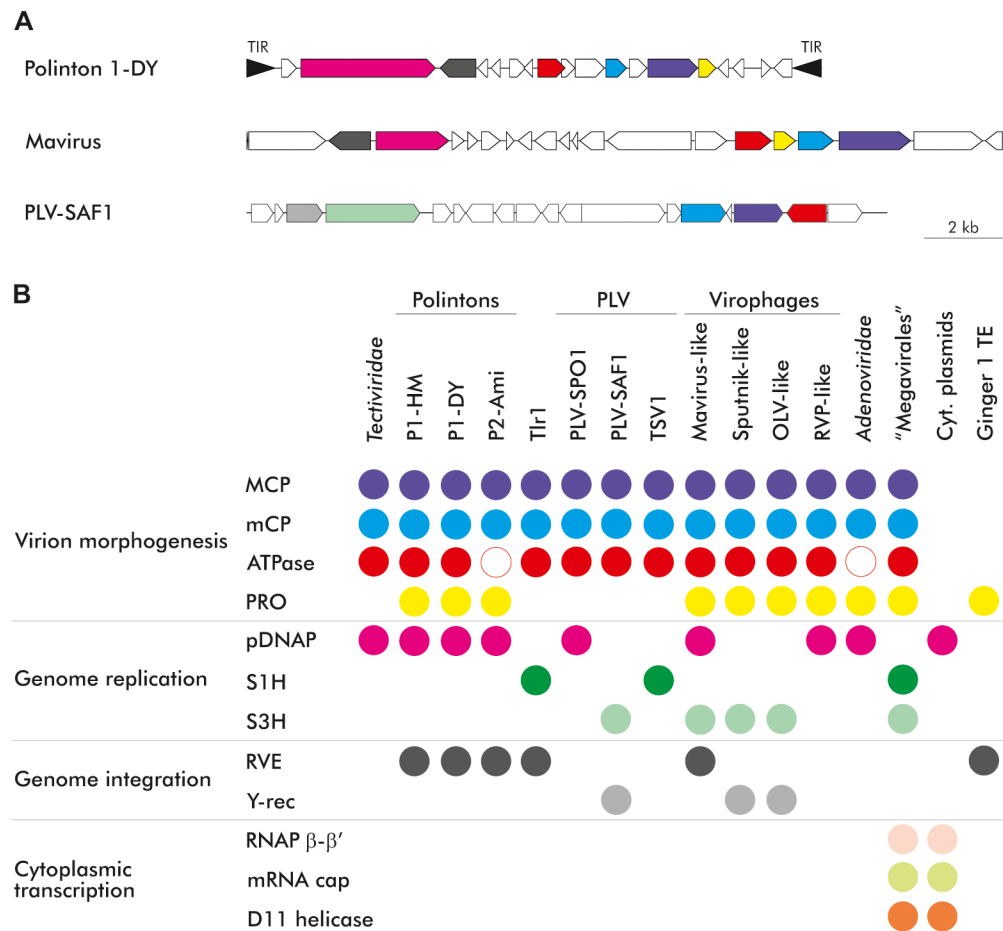 A
TIR TIR
Polinton 1-DY
Mavirus
PLV-SAF1
2 kb
B
Polintons PLV Virophages
Tectiviridae P1-HM P1-DY P2-Ami Tlr1 PLV-SPO1 PLV-SAF1 TSV1 Mavirus-like Sputnik-like OLV-like RVP-like Adenoviridae “Megavirales” Cyt. plasmids Ginger 1 TE
MCP
mCP
Virion morphogenesis
ATPase
PRO
pDNAP
Genome replication
S1H
S3H
RVE
Genome integration
Y-rec
RNAP β-β′
Cytoplasmic
transcription
mRNA cap
D11 helicase